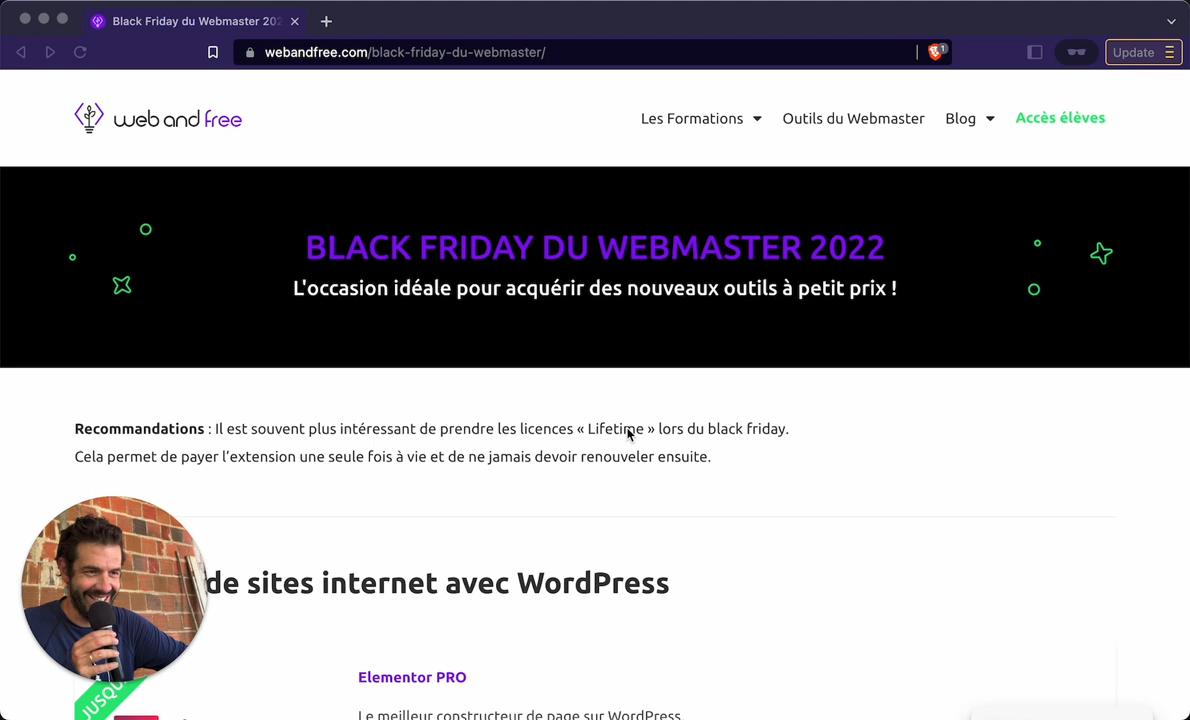 Black Friday du Webmaster 202
webandfree.com/black-friday-du-webmaster/
1
Update
web and free
Les Formations
Outils du Webmaster
Blog
Accès élèves
BLACK FRIDAY DU WEBMASTER 2022
L'occasion idéale pour acquérir des nouveaux outils à petit prix !
Recommandations : Il est souvent plus intéressant de prendre les licences « Lifetime » lors du black friday.
Cela permet de payer l’extension une seule fois à vie et de ne jamais devoir renouveler ensuite.
de sites internet avec WordPress
JUSQU
Elementor PRO
Le meilleur constructeur de page sur WordPress.